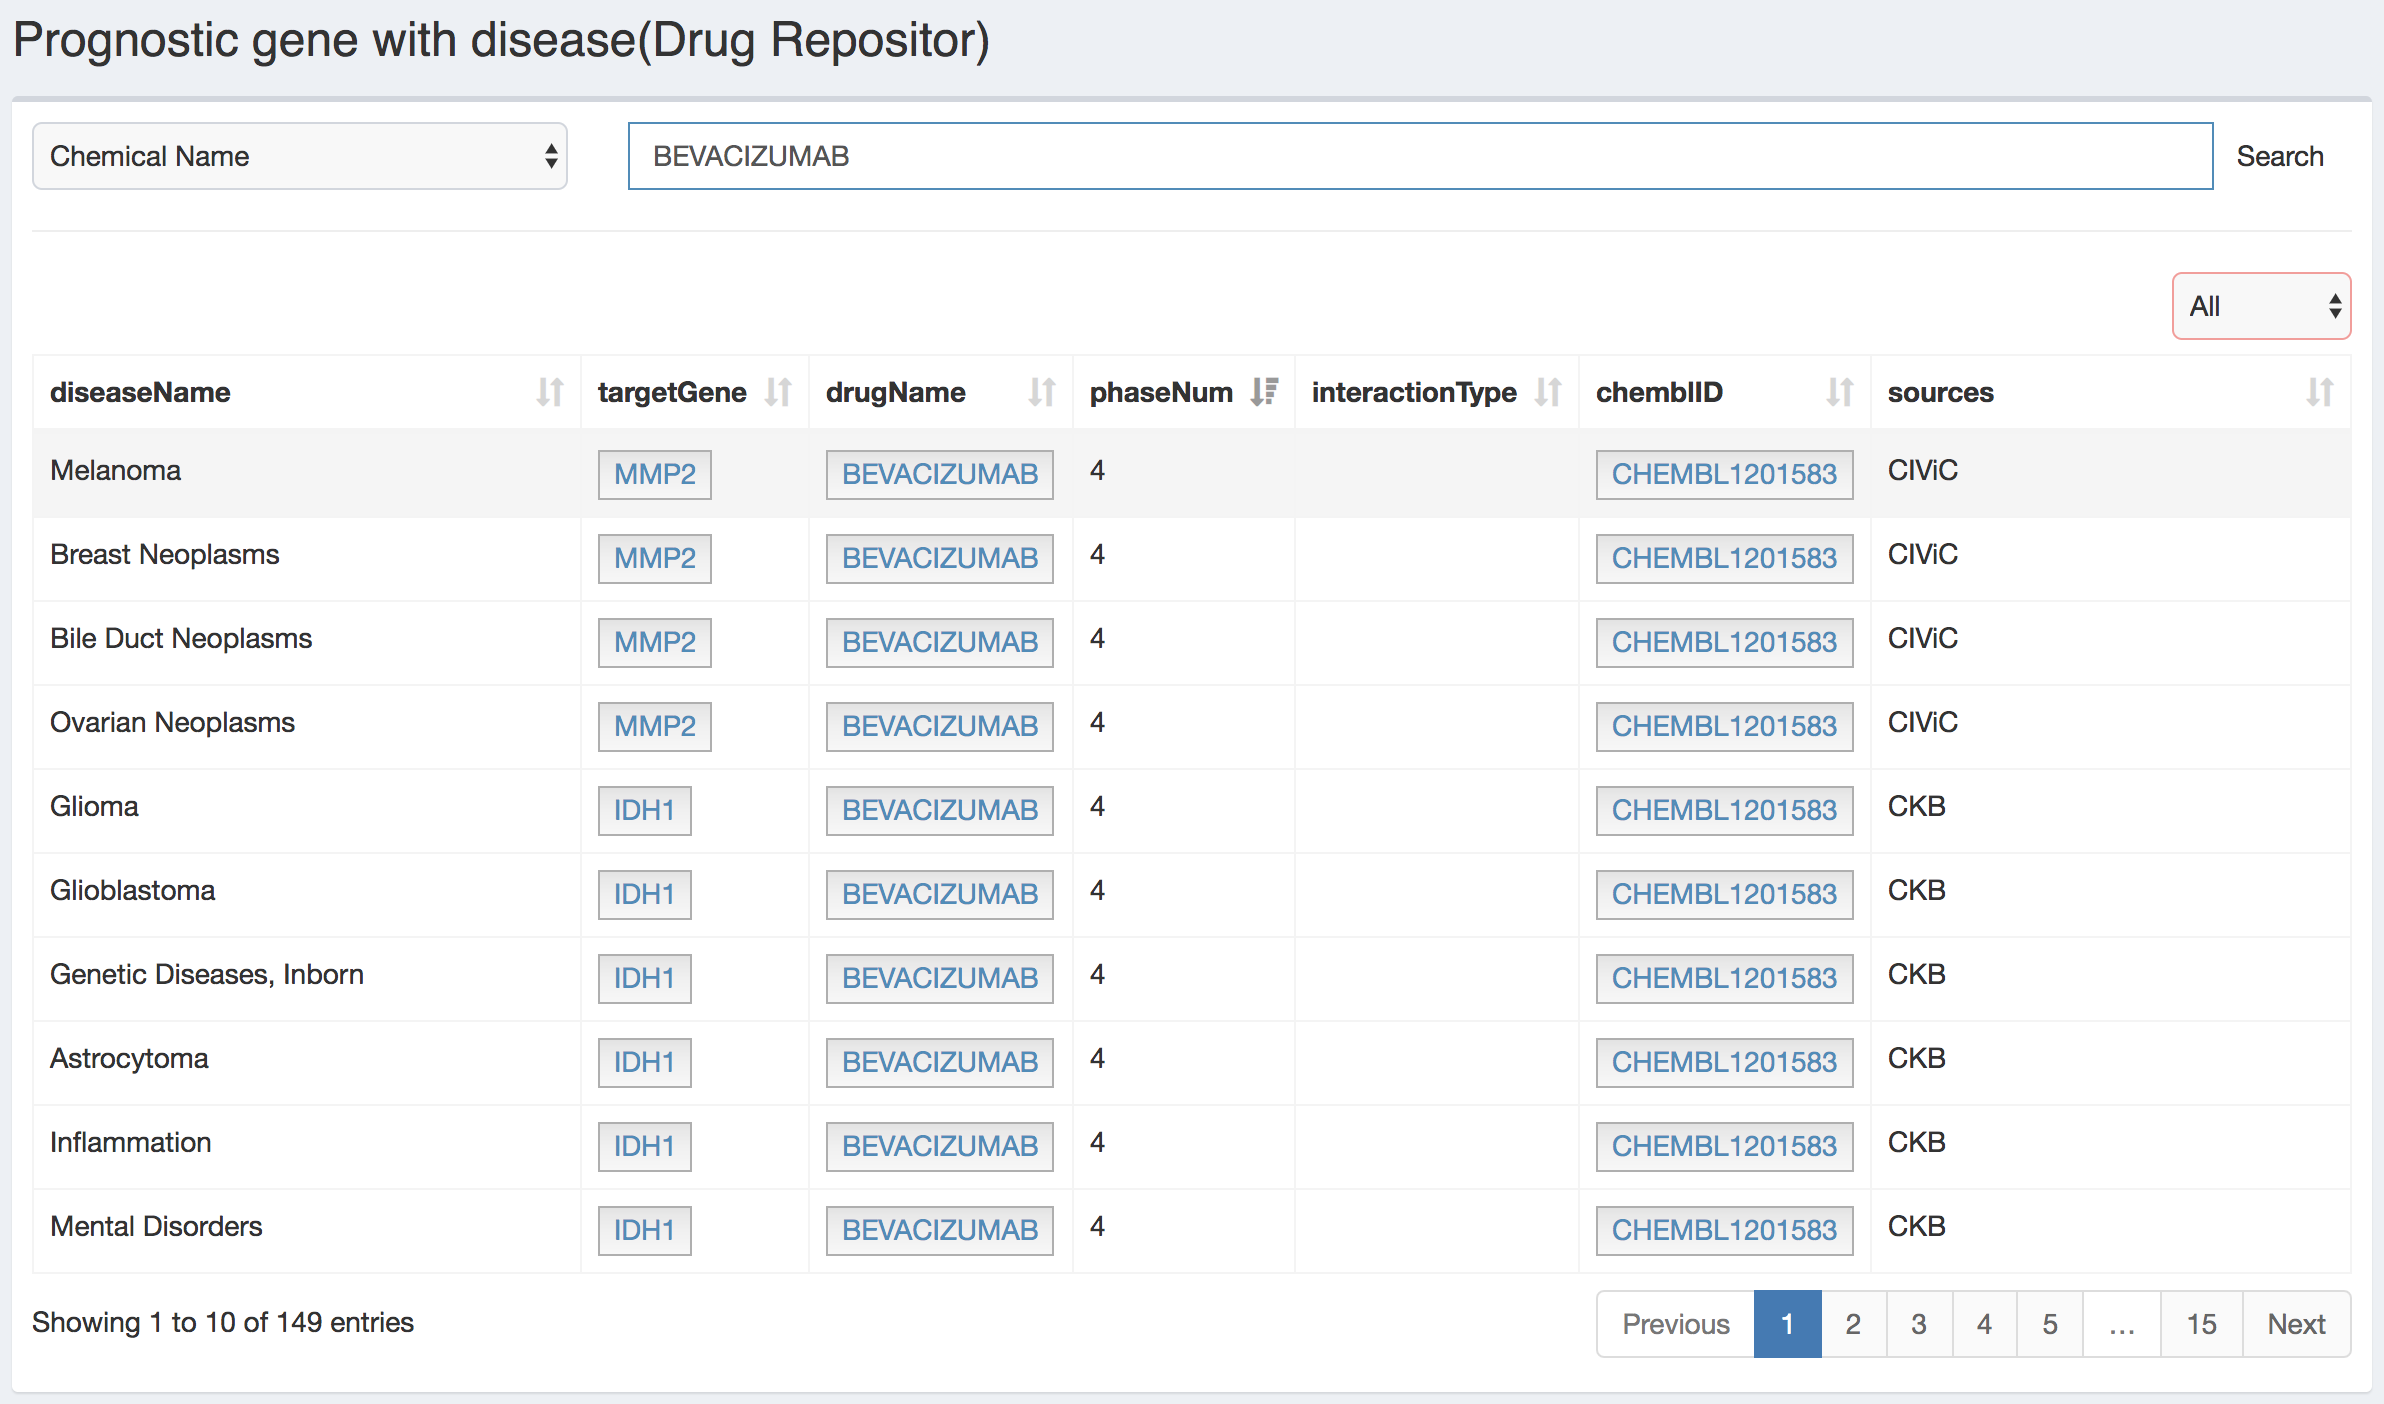 Prognostic gene with disease(Drug Repositor)
Chemical Name BEVACIZUMAB Search
All
diseaseName targetGene drugName phaseNum interactionType chemblID sources
Melanoma MMP2 BEVACIZUMAB 4 CHEMBL1201583 CIViC
Breast Neoplasms MMP2 BEVACIZUMAB 4 CHEMBL1201583 CIViC
Bile Duct Neoplasms MMP2 BEVACIZUMAB 4 CHEMBL1201583 CIViC
Ovarian Neoplasms MMP2 BEVACIZUMAB 4 CHEMBL1201583 CIViC
Glioma IDH1 BEVACIZUMAB 4 CHEMBL1201583 CKB
Glioblastoma IDH1 BEVACIZUMAB 4 CHEMBL1201583 CKB
Genetic Diseases, Inborn IDH1 BEVACIZUMAB 4 CHEMBL1201583 CKB
Astrocytoma IDH1 BEVACIZUMAB 4 CHEMBL1201583 CKB
Inflammation IDH1 BEVACIZUMAB 4 CHEMBL1201583 CKB
Mental Disorders IDH1 BEVACIZUMAB 4 CHEMBL1201583 CKB
Showing 1 to 10 of 149 entries Previous 1 2 3 4 5 … 15 Next